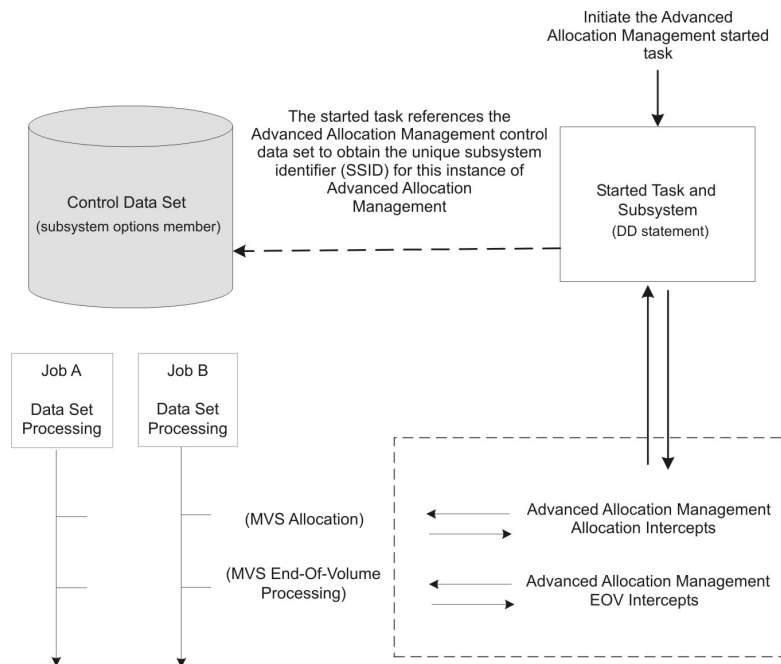 Initiate the Advanced
Allocation Management started
task
The started task references the
Advanced Allocation Management control
data set to obtain the unique subsystem
identifier (SSID) for this instance of
Advanced Allocation
Management
Control Data Set
(subsystem options member)
Started Task and
Subsystem
(DD statement)
Job A
Data Set
Processing
Job B
Data Set
Processing
(MVS Allocation)
(MVS End-Of-Volume
Processing)
Advanced Allocation Management
Allocation Intercepts
Advanced Allocation Management
EOV Intercepts